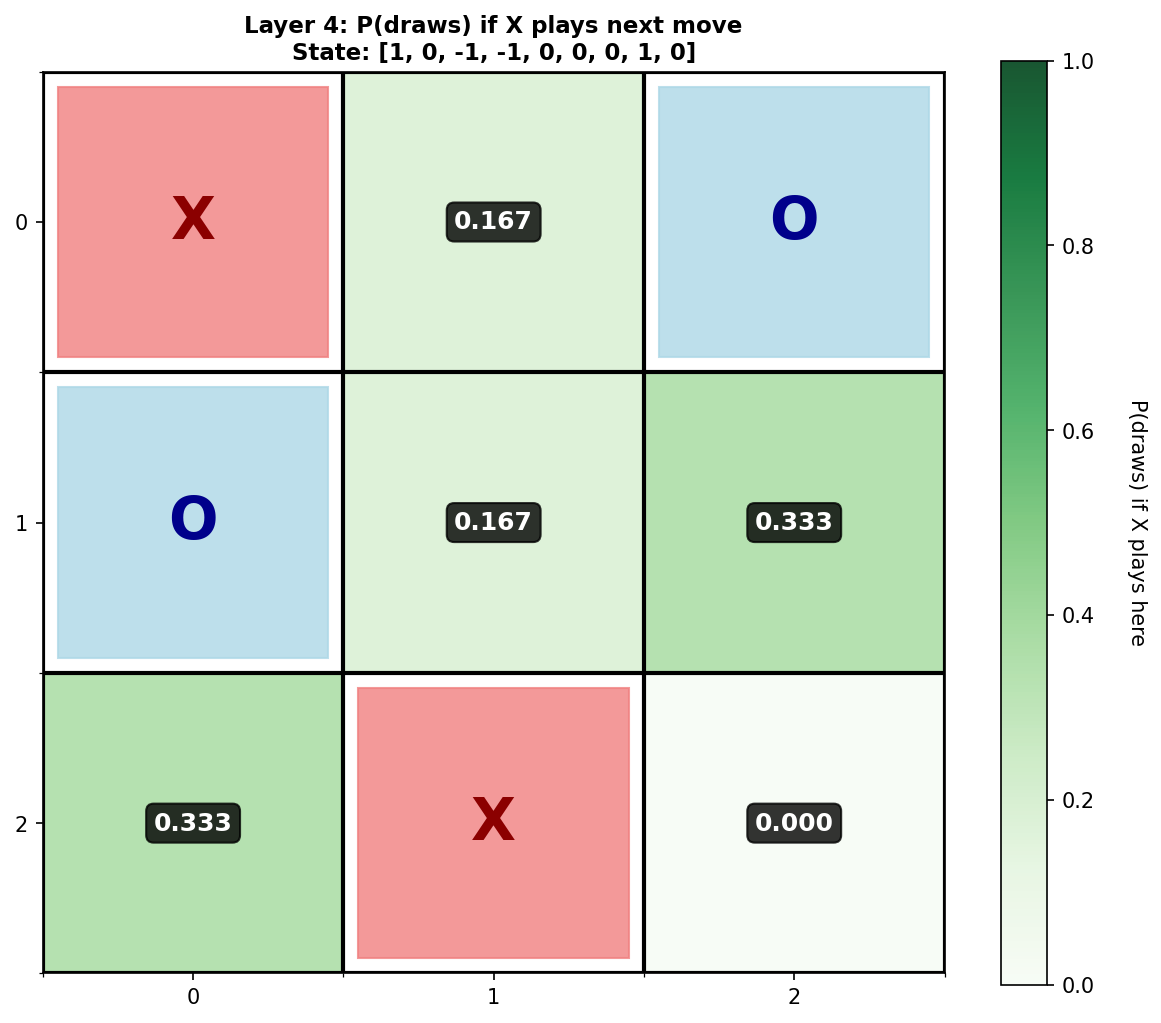 Layer 4: P(draws) if X plays next move
State: [1, 0, -1, -1, 0, 0, 0, 1, 0]
0
X
0.167
O
1
O
0.167
0.333
2
0.333
X
0.000
0
1
2
1.0
0.8
0.6
0.4
0.2
0.0
P(draws) if X plays here